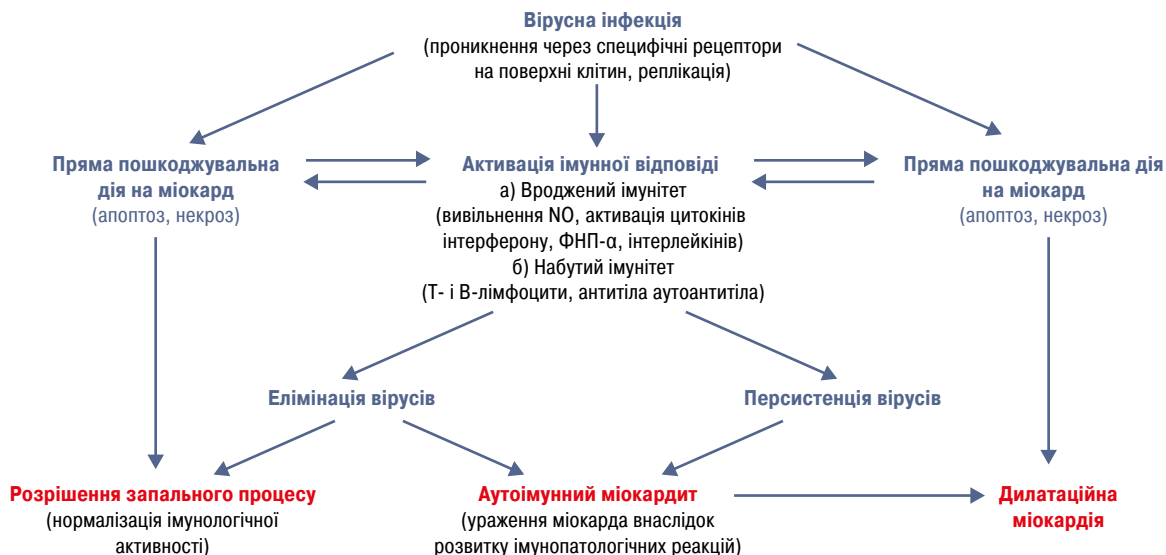 Вірусна інфекція
(проникнення через специфічні рецептори
на поверхні клітин, реплікація)
Пряма пошкоджувальна
дія на міокард
(апоптоз, некроз)
Активація імунної відповіді
а) Вроджений імунітет
(вивільнення NO, активація цитокінів
інтерферону, ФНП-α, інтерлейкінів)
б) Набутий імунітет
(Т- і В-лімфоцити, антитіла аутоантитіла)
Пряма пошкоджувальна дія
на міокард
(апоптоз, некроз)
Елімінація вірусів
Персистенція вірусів
Розрішення запального процесу
(нормалізація імунологічної
активності)
Аутоімунний міокардит
(ураження міокарда внаслідок
розвитку імунопатологічних реакцій)
Дилатаційна
міокардія